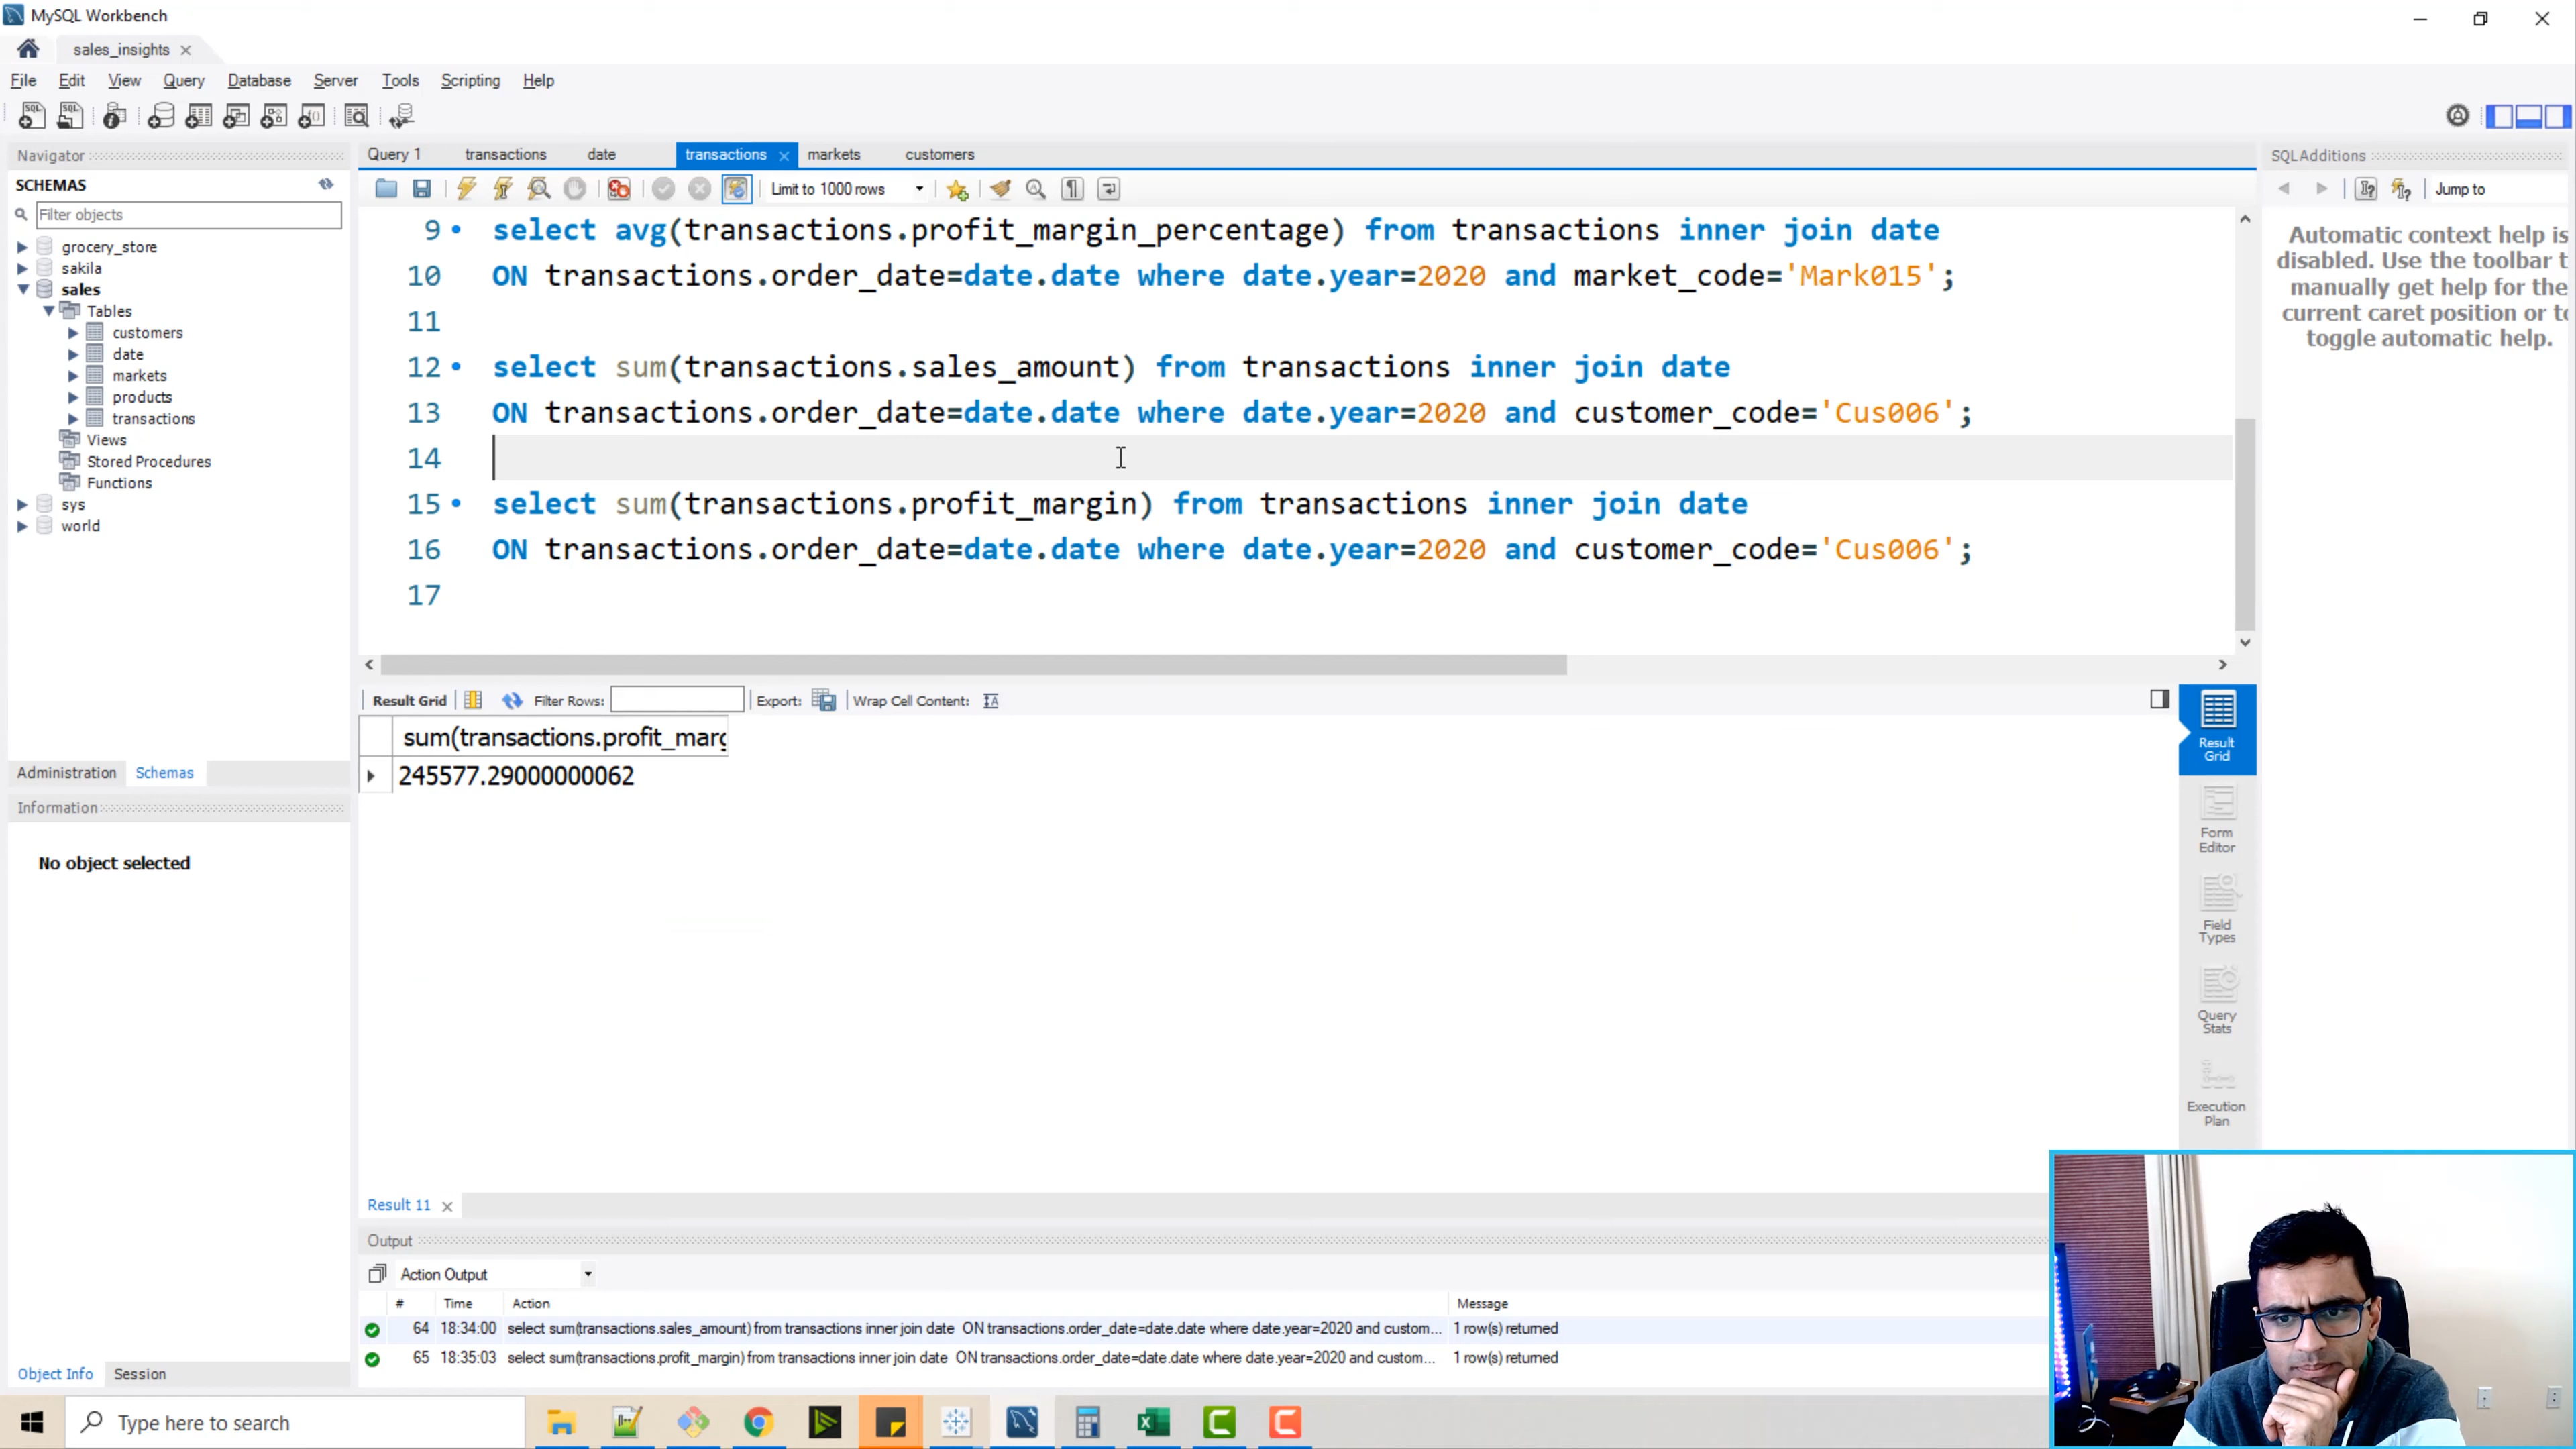 MySQL Workbench
sales_insights
File Edit View Query Database Server Tools Scripting Help
Navigator
SCHEMAS
Filter objects
grocery_store
sakila
sales
Tables
customers
date
markets
products
transactions
Views
Stored Procedures
Functions
sys
world
Administration Schemas
Information
No object selected
Object Info Session
Query 1 transactions date transactions markets customers
Limit to 1000 rows
9 select avg(transactions.profit_margin_percentage) from transactions inner join date
10 ON transactions.order_date=date.date where date.year=2020 and market_code='Mark015';
11
12 select sum(transactions.sales_amount) from transactions inner join date
13 ON transactions.order_date=date.date where date.year=2020 and customer_code='Cus006';
14
15 select sum(transactions.profit_margin) from transactions inner join date
16 ON transactions.order_date=date.date where date.year=2020 and customer_code='Cus006';
17
Result Grid Filter Rows: Export: Wrap Cell Content:
sum(transactions.profit_marg
245577.29000000062
Result
Grid
Form
Editor
Field
Types
Query
Stats
Execution
Plan
Result 11
Output
Action Output
# Time Action Message
64 18:34:00 select sum(transactions.sales_amount) from transactions inner join date ON transactions.order_date=date.date where date.year=2020 and custom... 1 row(s) returned
65 18:35:03 select sum(transactions.profit_margin) from transactions inner join date ON transactions.order_date=date.date where date.year=2020 and custom... 1 row(s) returned
SQLAdditions
Jump to
Automatic context help is
disabled. Use the toolbar t
manually get help for the
current caret position or to
toggle automatic help.
Type here to search